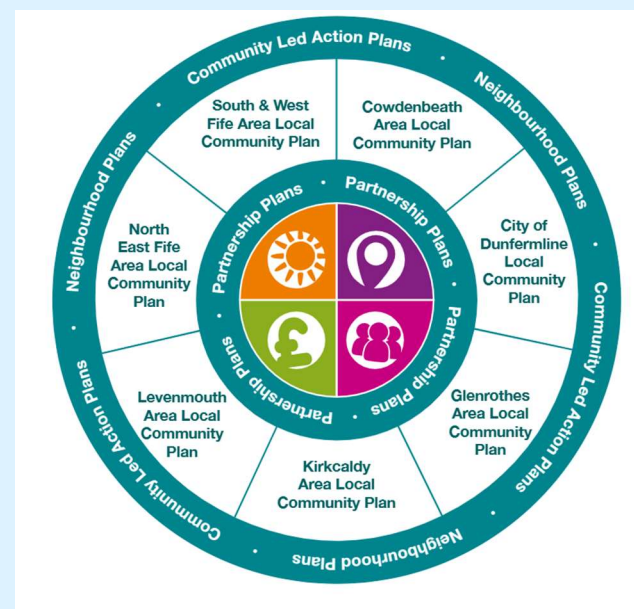 Community Led Action Plans
•
Neighbourhood Plans
•
Community Led Action Plans
•
Neighbourhood Plans
•
Community Led Action Plans
•
Neighbourhood Plans
•
South & West
Fife Area Local
Community Plan
Cowdenbeath
Area Local
Community Plan
City of
Dunfermline
Local
Community
Plan
Glenrothes
Area Local
Community
Plan
Kirkcaldy
Area Local
Community Plan
Levenmouth
Area Local
Community
Plan
North
East Fife
Area Local
Community
Plan
Partnership Plans
•
Partnership Plans
•
Partnership Plans
•
Partnership Plans
•
£